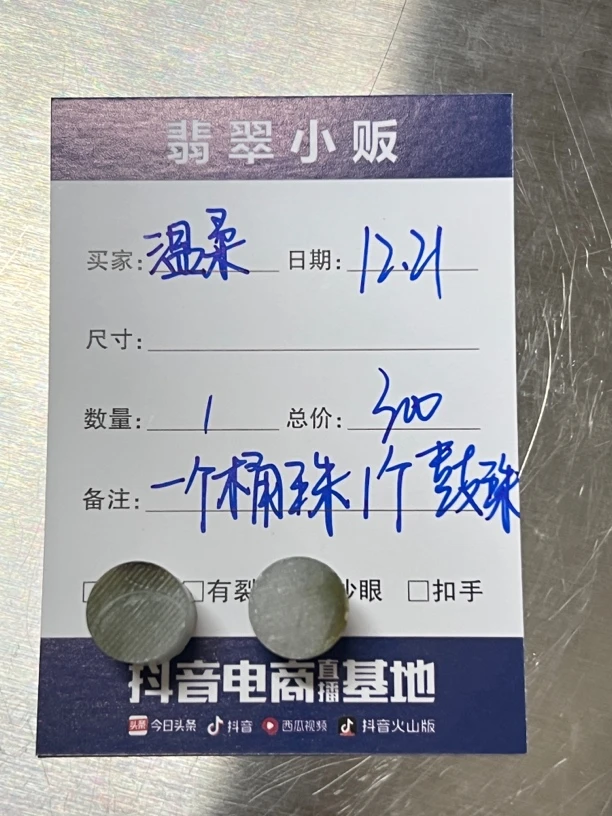 翡翠小贩
买家: 温柔 日期: 12.21
尺寸:
数量: 1 总价: 300
备注: 一个桶珠1个鼓珠
□ □有裂 沙眼 □扣手
抖音电商直播基地
头条 今日头条 抖音 西瓜视频 抖音火山版